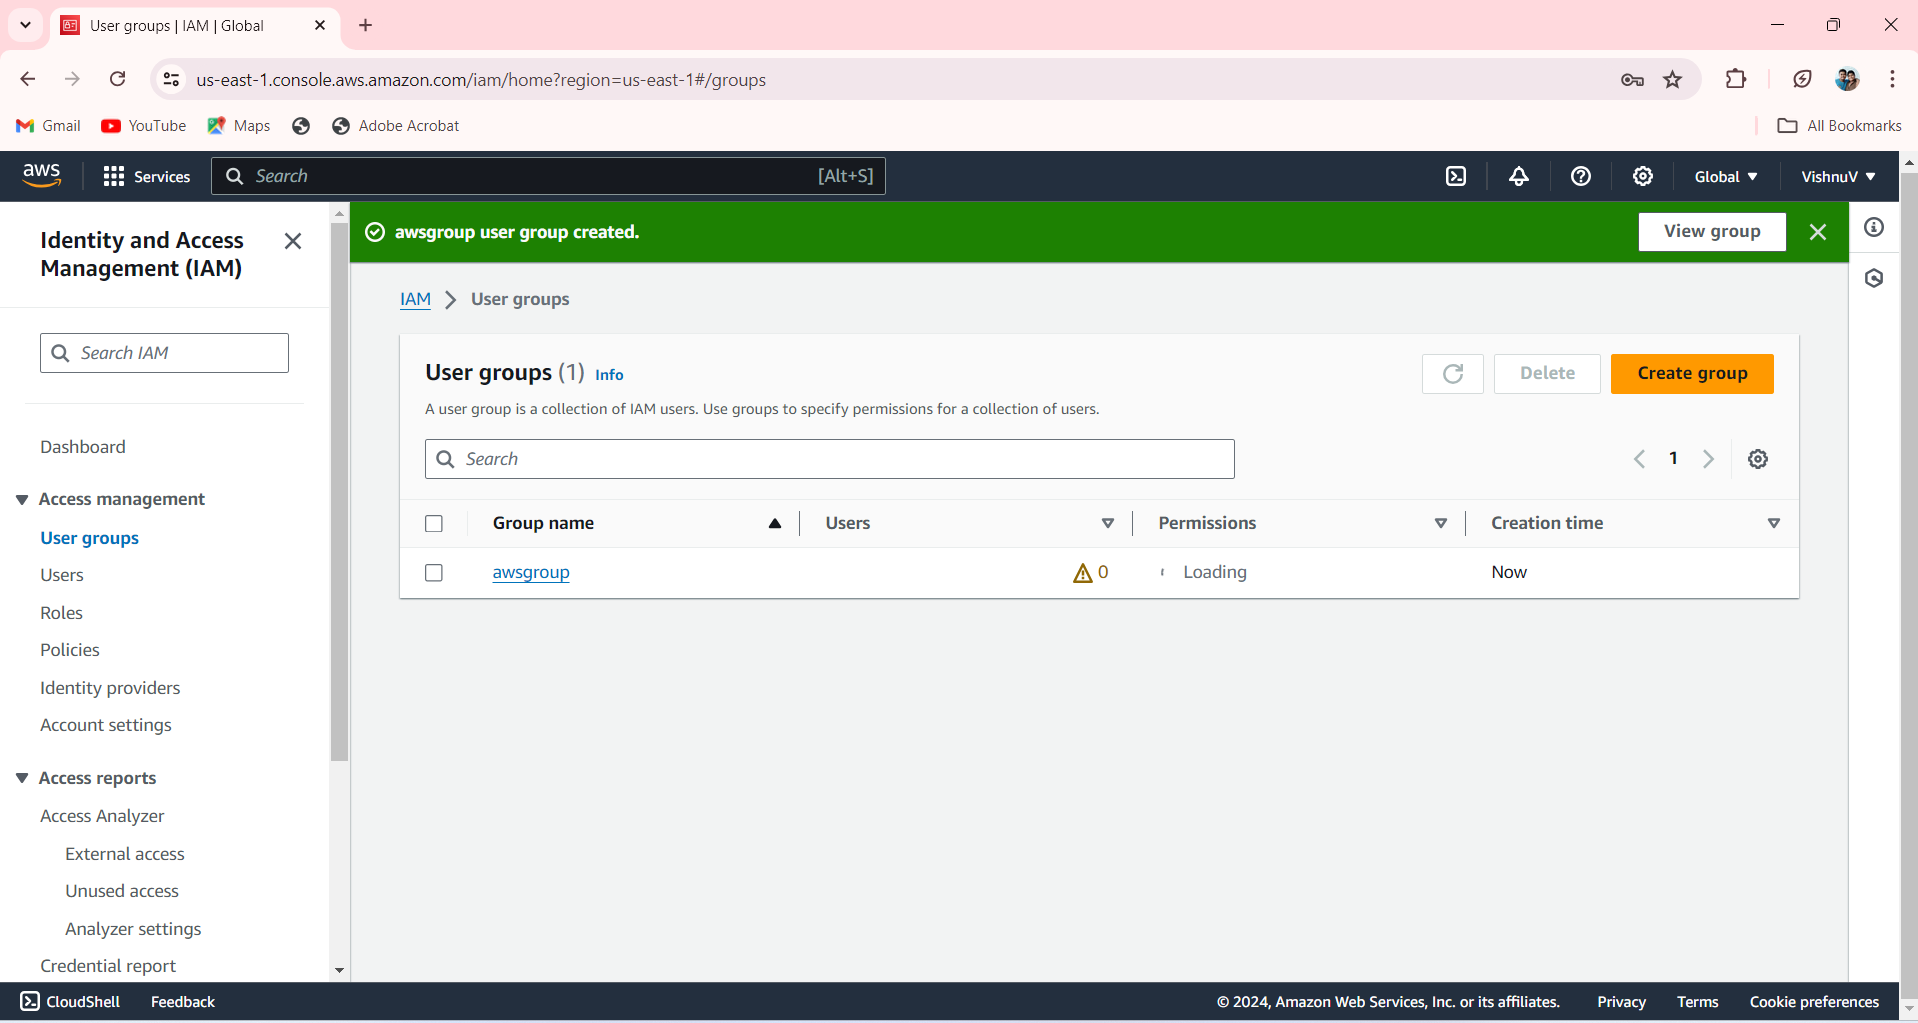 User groups | IAM | Global
us-east-1.console.aws.amazon.com/iam/home?region=us-east-1#/groups
Gmail YouTube Maps Adobe Acrobat All Bookmarks
aws Services Search [Alt+S] Global VishnuV
Identity and Access
Management (IAM)
Search IAM
Dashboard
Access management
User groups
Users
Roles
Policies
Identity providers
Account settings
Access reports
Access Analyzer
External access
Unused access
Analyzer settings
Credential report
awsgroup user group created. View group
IAM User groups
User groups (1) Info
Delete Create group
A user group is a collection of IAM users. Use groups to specify permissions for a collection of users.
Search
1
Group name Users Permissions Creation time
awsgroup 0 Loading Now
CloudShell Feedback © 2024, Amazon Web Services, Inc. or its affiliates. Privacy Terms Cookie preferences